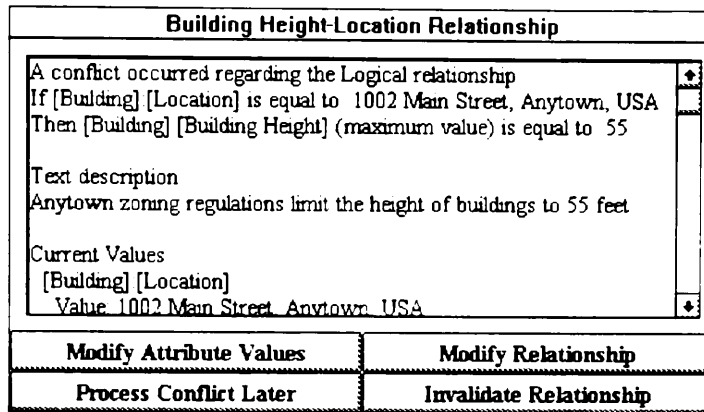 Building Height-Location Relationship
A conflict occurred regarding the Logical relationship
If [Building] [Location] is equal to 1002 Main Street, Anytown, USA
Then [Building] [Building Height] (maximum value) is equal to 55
Text description
Anytown zoning regulations limit the height of buildings to 55 feet
Current Values
[Building] [Location]
Value 1002 Main Street, Anytown, USA
Modify Attribute Values
Modify Relationship
Process Conflict Later
Invalidate Relationship